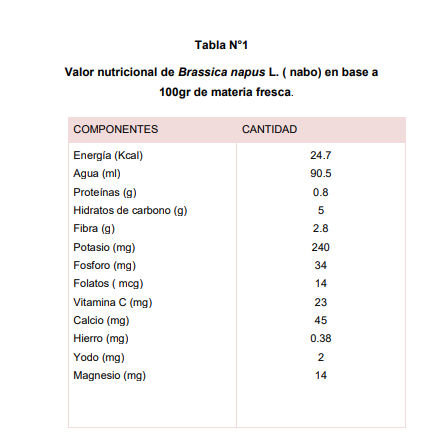 Tabla N°1
Valor nutricional de Brassica napus L. ( nabo) en base a
100gr de materia fresca.
COMPONENTES CANTIDAD
Energía (Kcal) 24.7
Agua (ml) 90.5
Proteínas (g) 0.8
Hidratos de carbono (g) 5
Fibra (g) 2.8
Potasio (mg) 240
Fosforo (mg) 34
Folatos ( mcg) 14
Vitamina C (mg) 23
Calcio (mg) 45
Hierro (mg) 0.38
Yodo (mg) 2
Magnesio (mg) 14